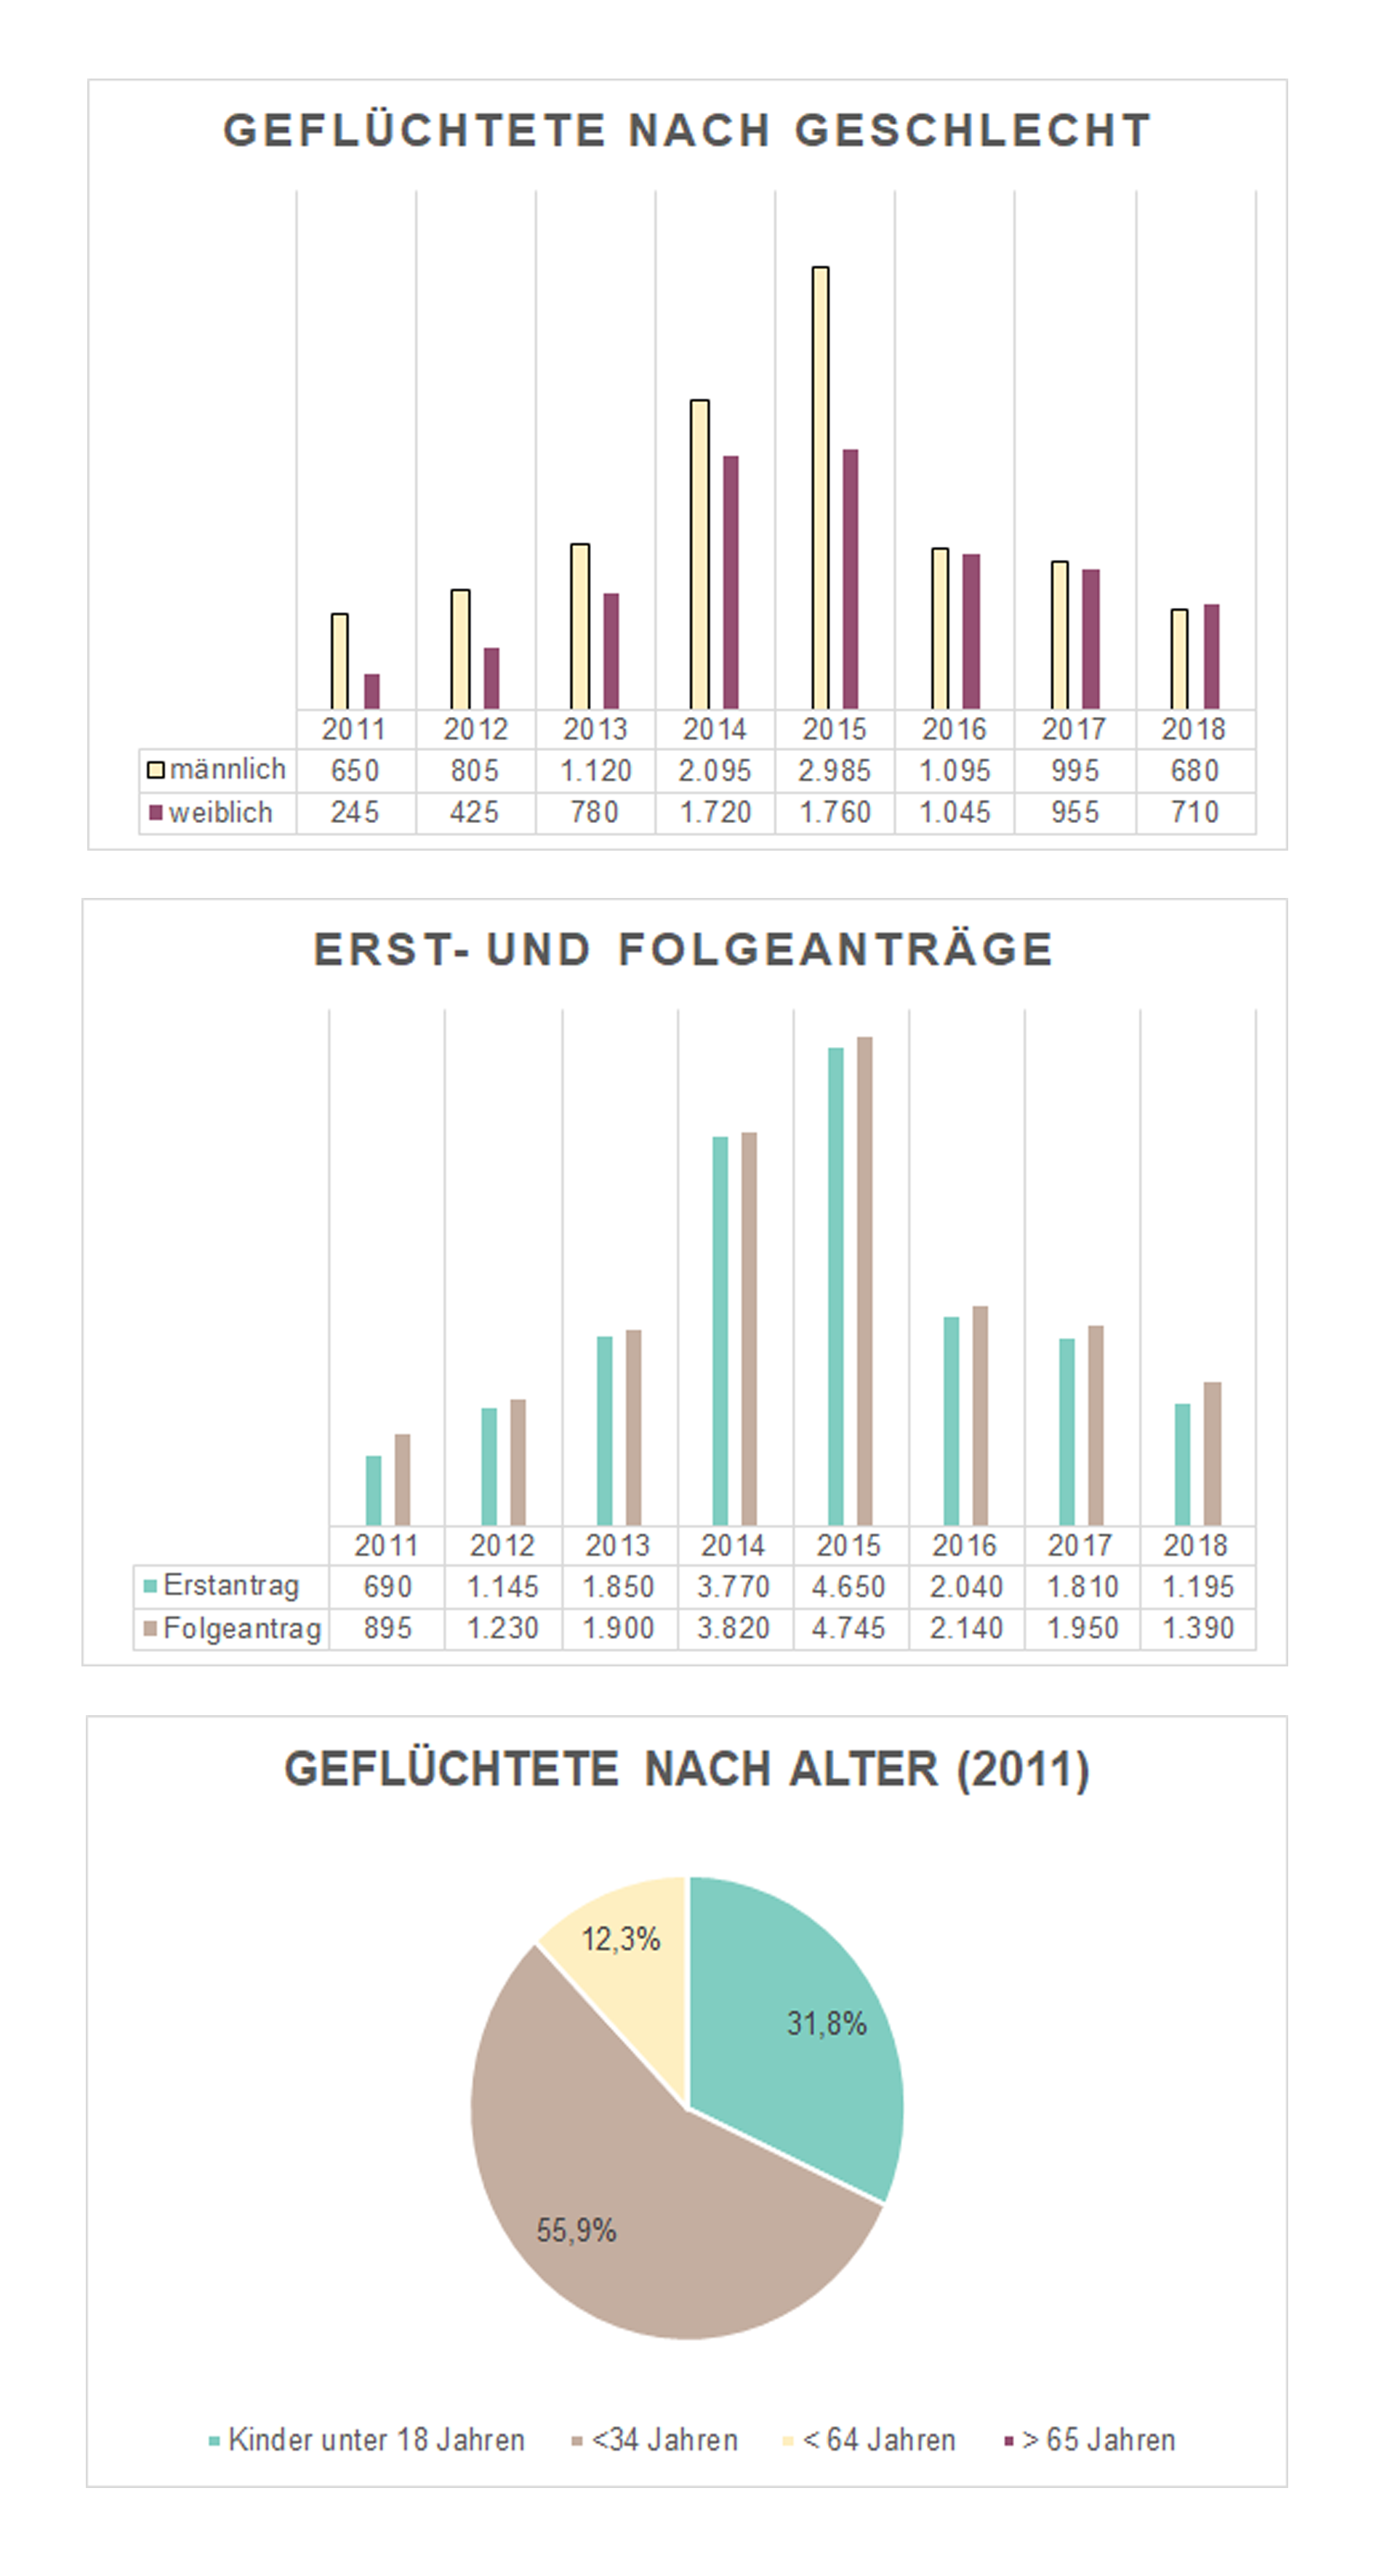 GEFLÜCHTETE NACH GESCHLECHT
2011 2012 2013 2014 2015 2016 2017 2018
männlich 650 805 1.120 2.095 2.985 1.095 995 680
weiblich 245 425 780 1.720 1.760 1.045 955 710
ERST- UND FOLGEANTRÄGE
2011 2012 2013 2014 2015 2016 2017 2018
Erstantrag 690 1.145 1.850 3.770 4.650 2.040 1.810 1.195
Folgeantrag 895 1.230 1.900 3.820 4.745 2.140 1.950 1.390
GEFLÜCHTETE NACH ALTER (2011)
12,3%
31,8%
55,9%
Kinder unter 18 Jahren <34 Jahren < 64 Jahren > 65 Jahren